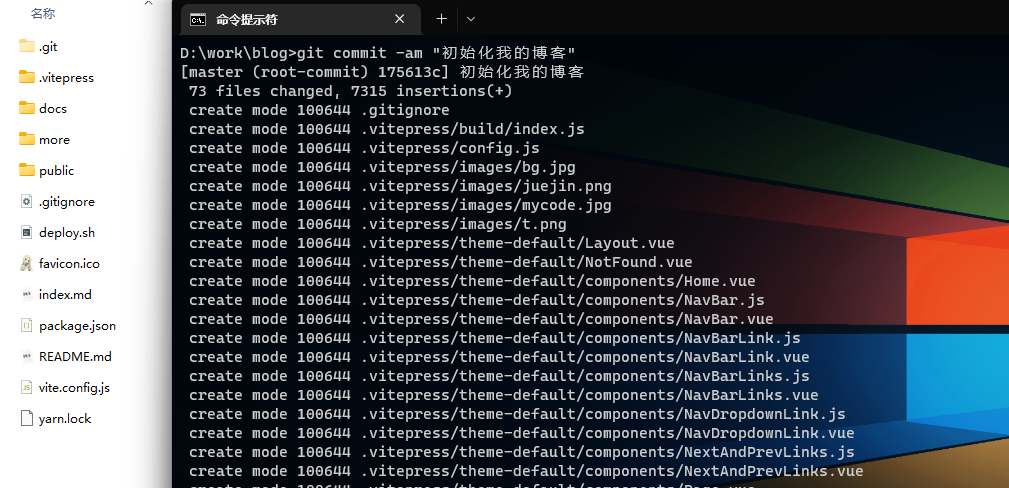 名称
.git
.vitepress
docs
more
public
.gitignore
deploy.sh
favicon.ico
index.md
package.json
README.md
vite.config.js
yarn.lock
命令提示符
D:\work\blog>git commit -am "初始化我的博客"
[master (root-commit) 175613c] 初始化我的博客
73 files changed, 7315 insertions(+)
create mode 100644 .gitignore
create mode 100644 .vitepress/build/index.js
create mode 100644 .vitepress/config.js
create mode 100644 .vitepress/images/bg.jpg
create mode 100644 .vitepress/images/juejin.png
create mode 100644 .vitepress/images/mycode.jpg
create mode 100644 .vitepress/images/t.png
create mode 100644 .vitepress/theme-default/Layout.vue
create mode 100644 .vitepress/theme-default/NotFound.vue
create mode 100644 .vitepress/theme-default/components/Home.vue
create mode 100644 .vitepress/theme-default/components/NavBar.js
create mode 100644 .vitepress/theme-default/components/NavBar.vue
create mode 100644 .vitepress/theme-default/components/NavBarLink.js
create mode 100644 .vitepress/theme-default/components/NavBarLink.vue
create mode 100644 .vitepress/theme-default/components/NavBarLinks.js
create mode 100644 .vitepress/theme-default/components/NavBarLinks.vue
create mode 100644 .vitepress/theme-default/components/NavDropdownLink.js
create mode 100644 .vitepress/theme-default/components/NavDropdownLink.vue
create mode 100644 .vitepress/theme-default/components/NextAndPrevLinks.js
create mode 100644 .vitepress/theme-default/components/NextAndPrevLinks.vue
create mode 100644 .vitepress/theme-default/components/Page.vue